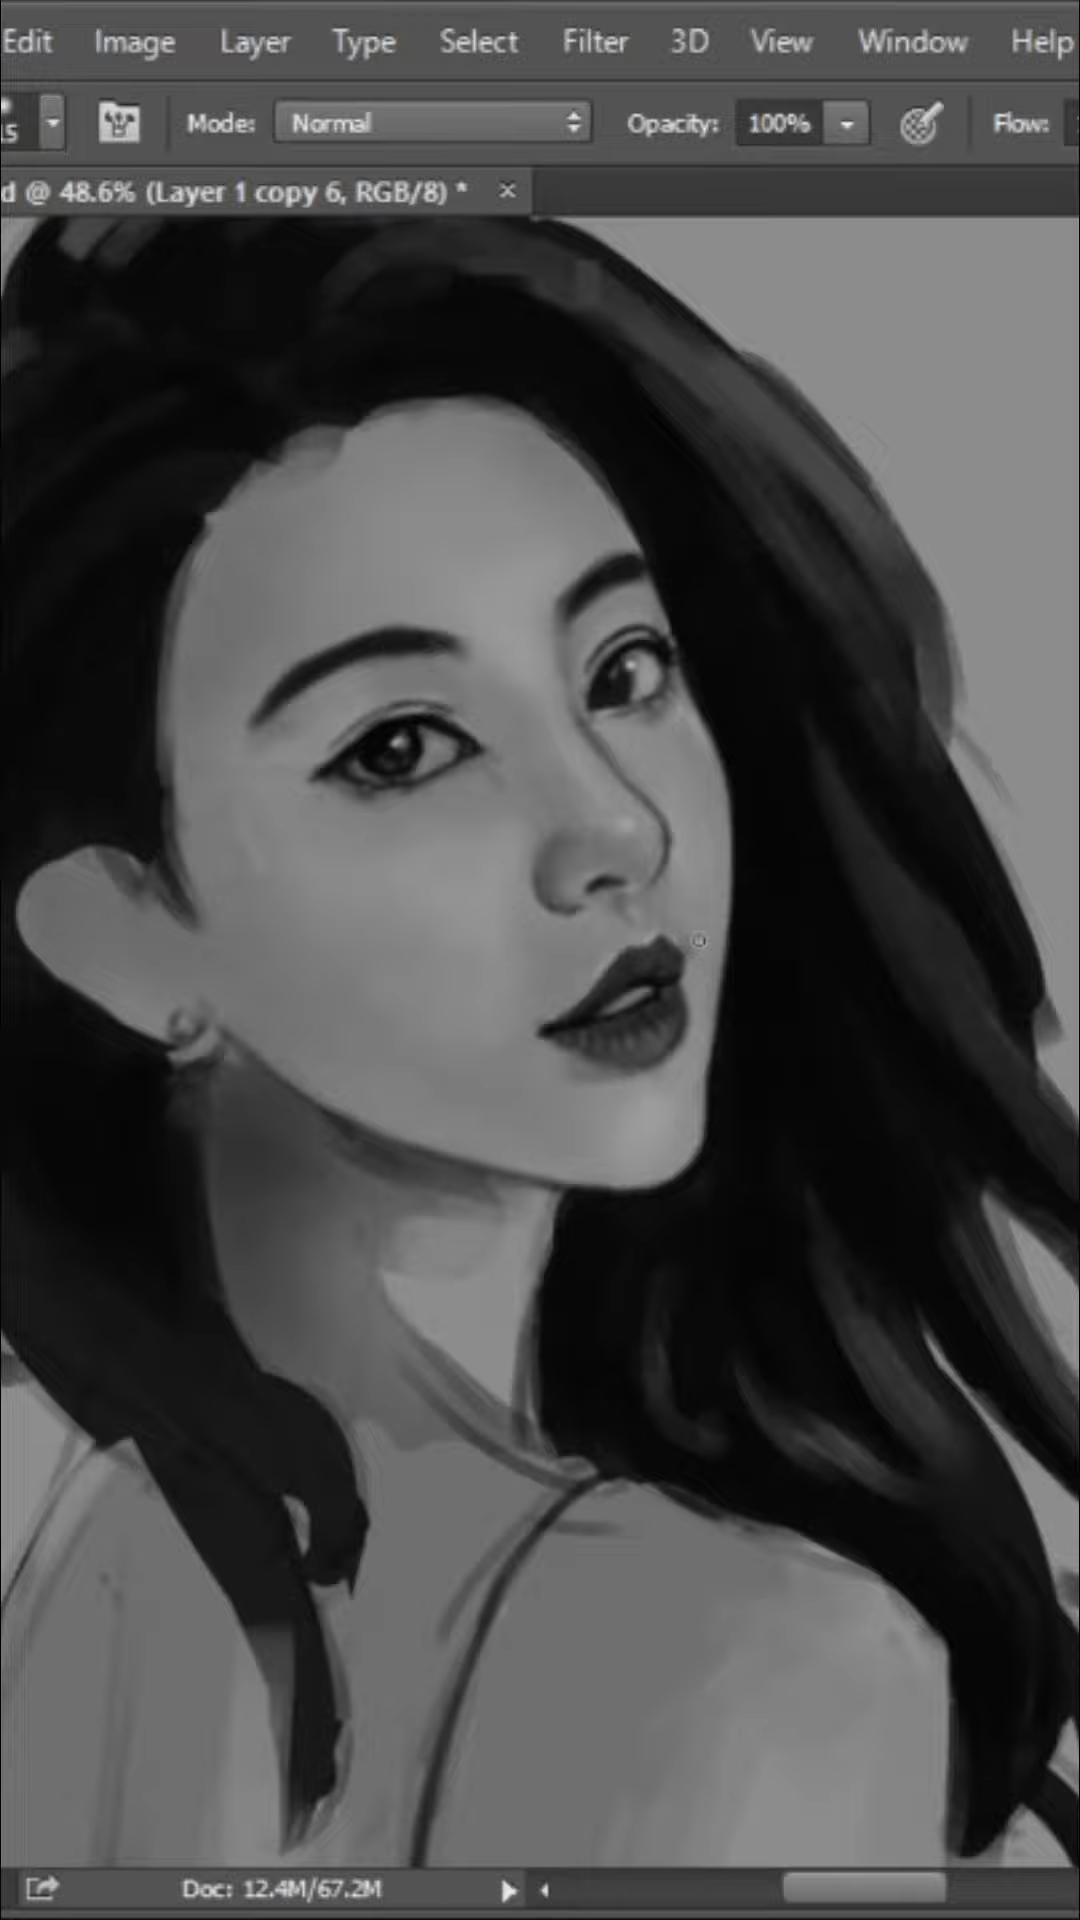 Edit Image Layer Type Select Filter 3D View Window Help
15 Mode: Normal Opacity: 100% Flow:
d @ 48.6% (Layer 1 copy 6, RGB/8) * ×
Doc: 12.4M/67.2M